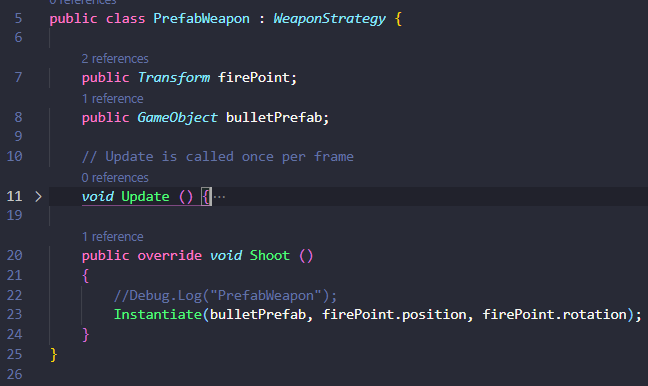 0 references
5 public class PrefabWeapon : WeaponStrategy {
6
2 references
7 public Transform firePoint;
1 reference
8 public GameObject bulletPrefab;
9
10 // Update is called once per frame
0 references
11 void Update () {…
19
1 reference
20 public override void Shoot ()
21 {
22 //Debug.Log("PrefabWeapon");
23 Instantiate(bulletPrefab, firePoint.position, firePoint.rotation);
24 }
25 }
26